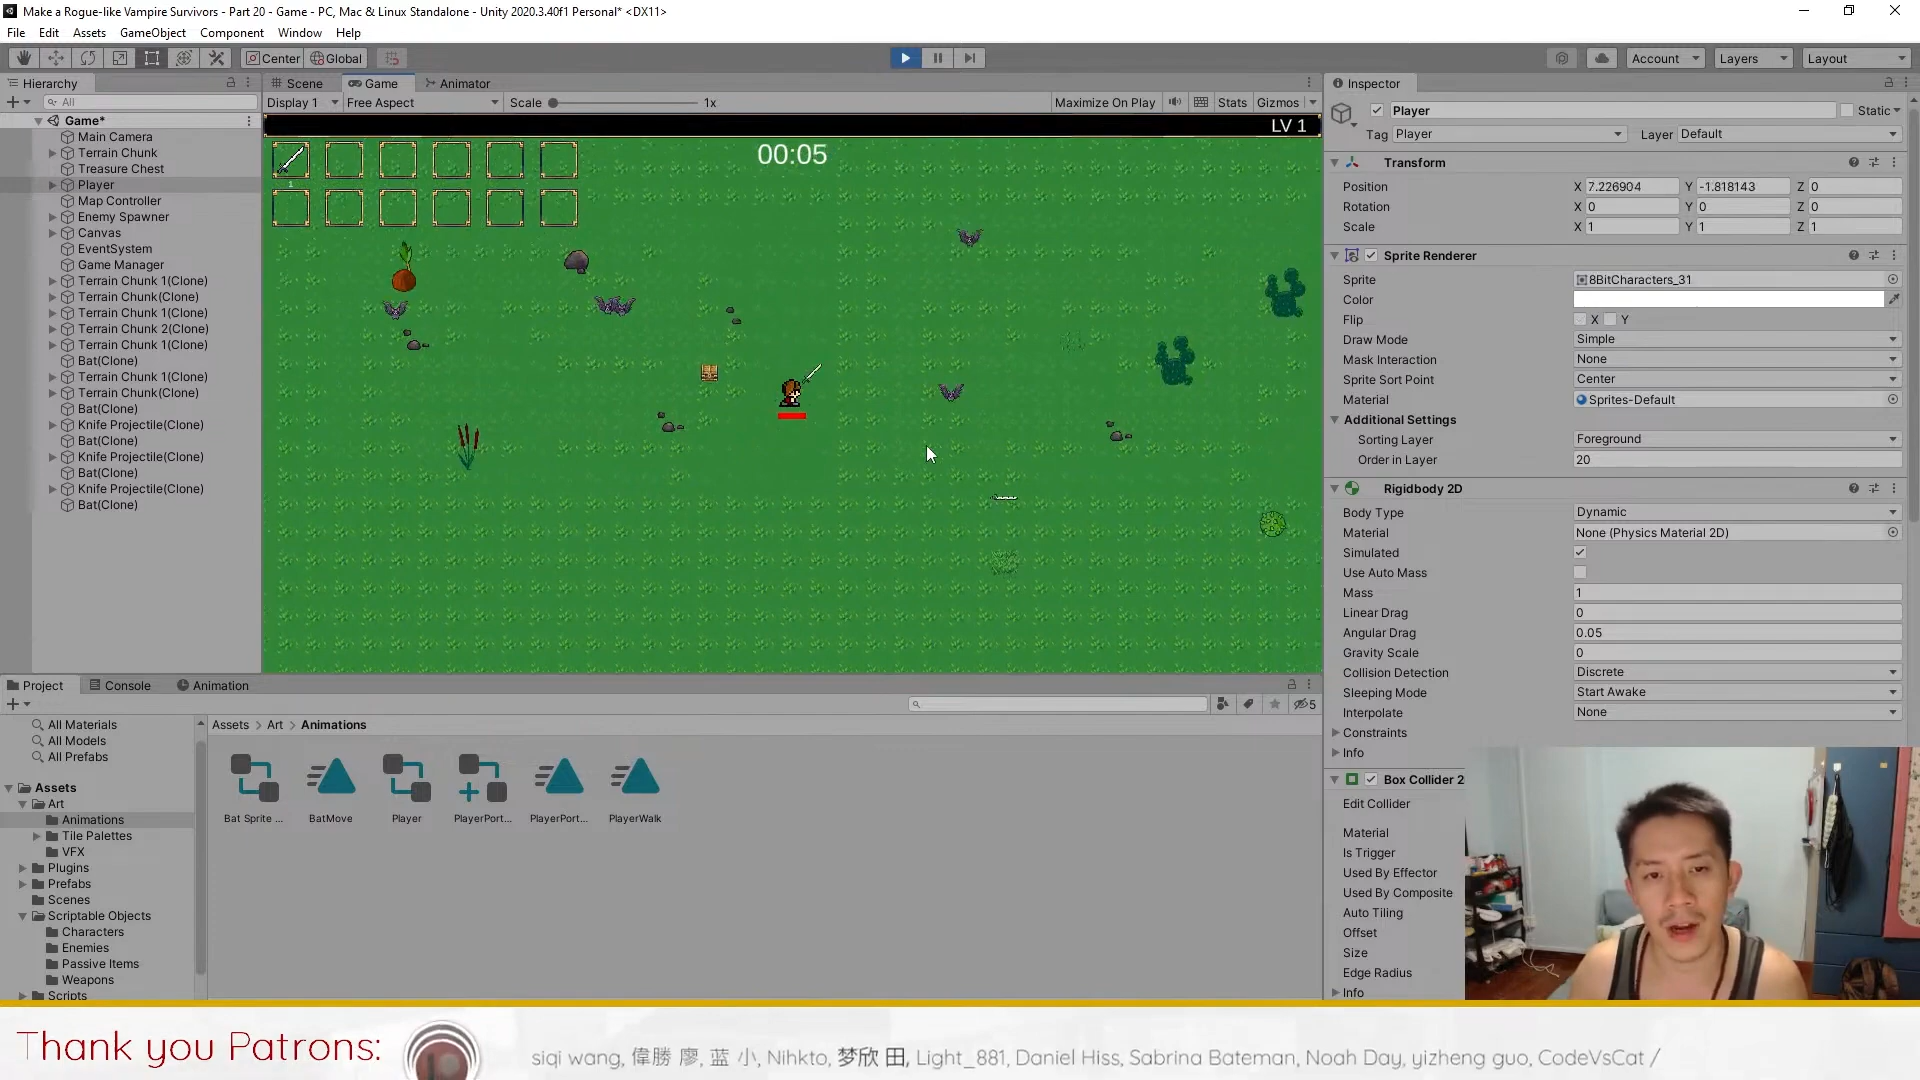 Make a Rogue-like Vampire Survivors - Part 20 - Game - PC, Mac & Linux Standalone - Unity 2020.3.40f1 Personal* <DX11>
File Edit Assets GameObject Component Window Help
Center Global Account Layers Layout
Hierarchy
All
Game*
Main Camera
Terrain Chunk
Treasure Chest
Player
Map Controller
Enemy Spawner
Canvas
EventSystem
Game Manager
Terrain Chunk 1(Clone)
Terrain Chunk(Clone)
Terrain Chunk 1(Clone)
Terrain Chunk 2(Clone)
Terrain Chunk 1(Clone)
Bat(Clone)
Terrain Chunk 1(Clone)
Terrain Chunk(Clone)
Bat(Clone)
Knife Projectile(Clone)
Bat(Clone)
Knife Projectile(Clone)
Bat(Clone)
Knife Projectile(Clone)
Bat(Clone)
Scene Game Animator
Display 1 Free Aspect Scale 1x Maximize On Play Stats Gizmos
LV 1
00:05
1
Inspector
Player Static
Tag Player Layer Default
Transform
Position X 7.226904 Y -1.818143 Z 0
Rotation X 0 Y 0 Z 0
Scale X 1 Y 1 Z 1
Sprite Renderer
Sprite 8BitCharacters_31
Color
Flip X Y
Draw Mode Simple
Mask Interaction None
Sprite Sort Point Center
Material Sprites-Default
Additional Settings
Sorting Layer Foreground
Order in Layer 20
Rigidbody 2D
Body Type Dynamic
Material None (Physics Material 2D)
Simulated
Use Auto Mass
Mass 1
Linear Drag 0
Angular Drag 0.05
Gravity Scale 0
Collision Detection Discrete
Sleeping Mode Start Awake
Interpolate None
Constraints
Info
Box Collider 2
Edit Collider
Material
Is Trigger
Used By Effector
Used By Composite
Auto Tiling
Offset
Size
Edge Radius
Info
Project Console Animation
5
All Materials
All Models
All Prefabs
Assets
Art
Animations
Tile Palettes
VFX
Plugins
Prefabs
Scenes
Scriptable Objects
Characters
Enemies
Passive Items
Weapons
Scripts
Assets > Art > Animations
Bat Sprite ... BatMove Player PlayerPort... PlayerPort... PlayerWalk
Thank you Patrons:
siqi wang, 偉勝 廖, 蓝 小, Nihkto, 梦欣 田, Light_881, Daniel Hiss, Sabrina Bateman, Noah Day, yizheng guo, CodeVsCat /